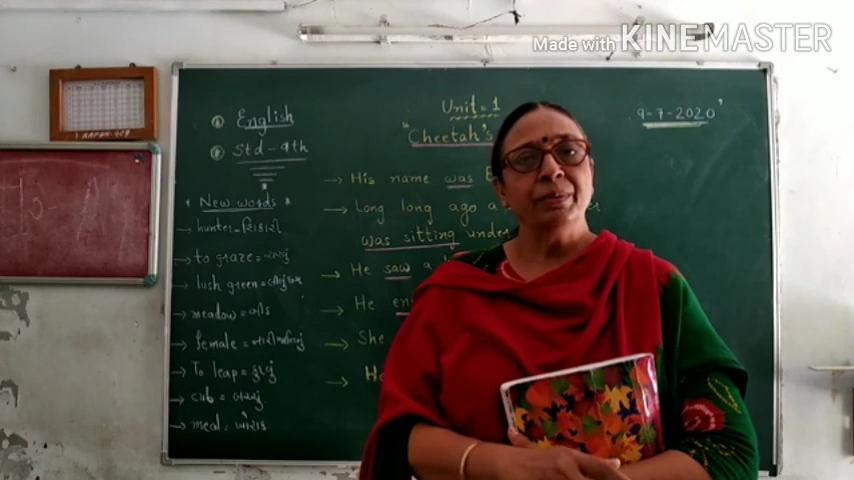 Made with KINEMASTER
English
Std - 9th
New words
hunter - શિકારી
to graze = ચરવું
lush green =
meadow = બીડ
female =
To leap = કૂદવું
cub = બચ્ચું
meal = ખોરાક
Unit = 1
"Cheetah's
9-7-2020
→ His name was
→ Long long ago
was sitting under
→ He saw a
→ He
→ She
→